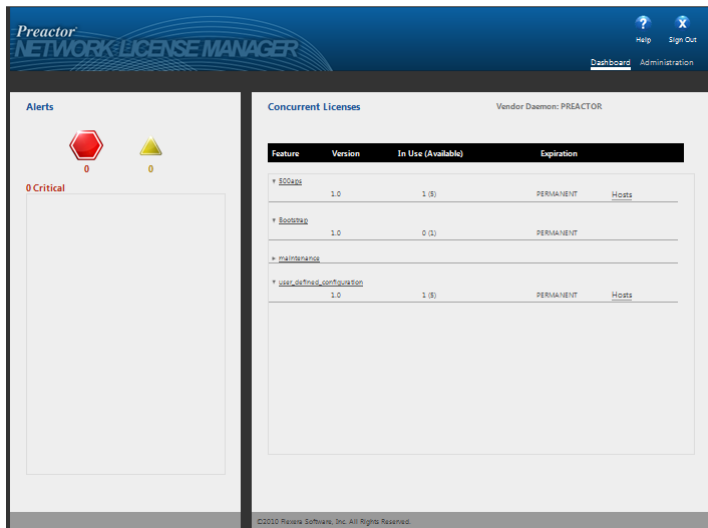 Preactor
NETWORK LICENSE MANAGER
Help Sign Out
Dashboard Administration
Alerts
0 0
0 Critical
Concurrent Licenses Vendor Daemon: PREACTOR
Feature Version In Use (Available) Expiration
500aps
1.0 1 (5) PERMANENT Hosts
Bootstrap
1.0 0 (1) PERMANENT
maintenance
user_defined_configuration
1.0 1 (5) PERMANENT Hosts
©2010 Flexera Software, Inc. All Rights Reserved.